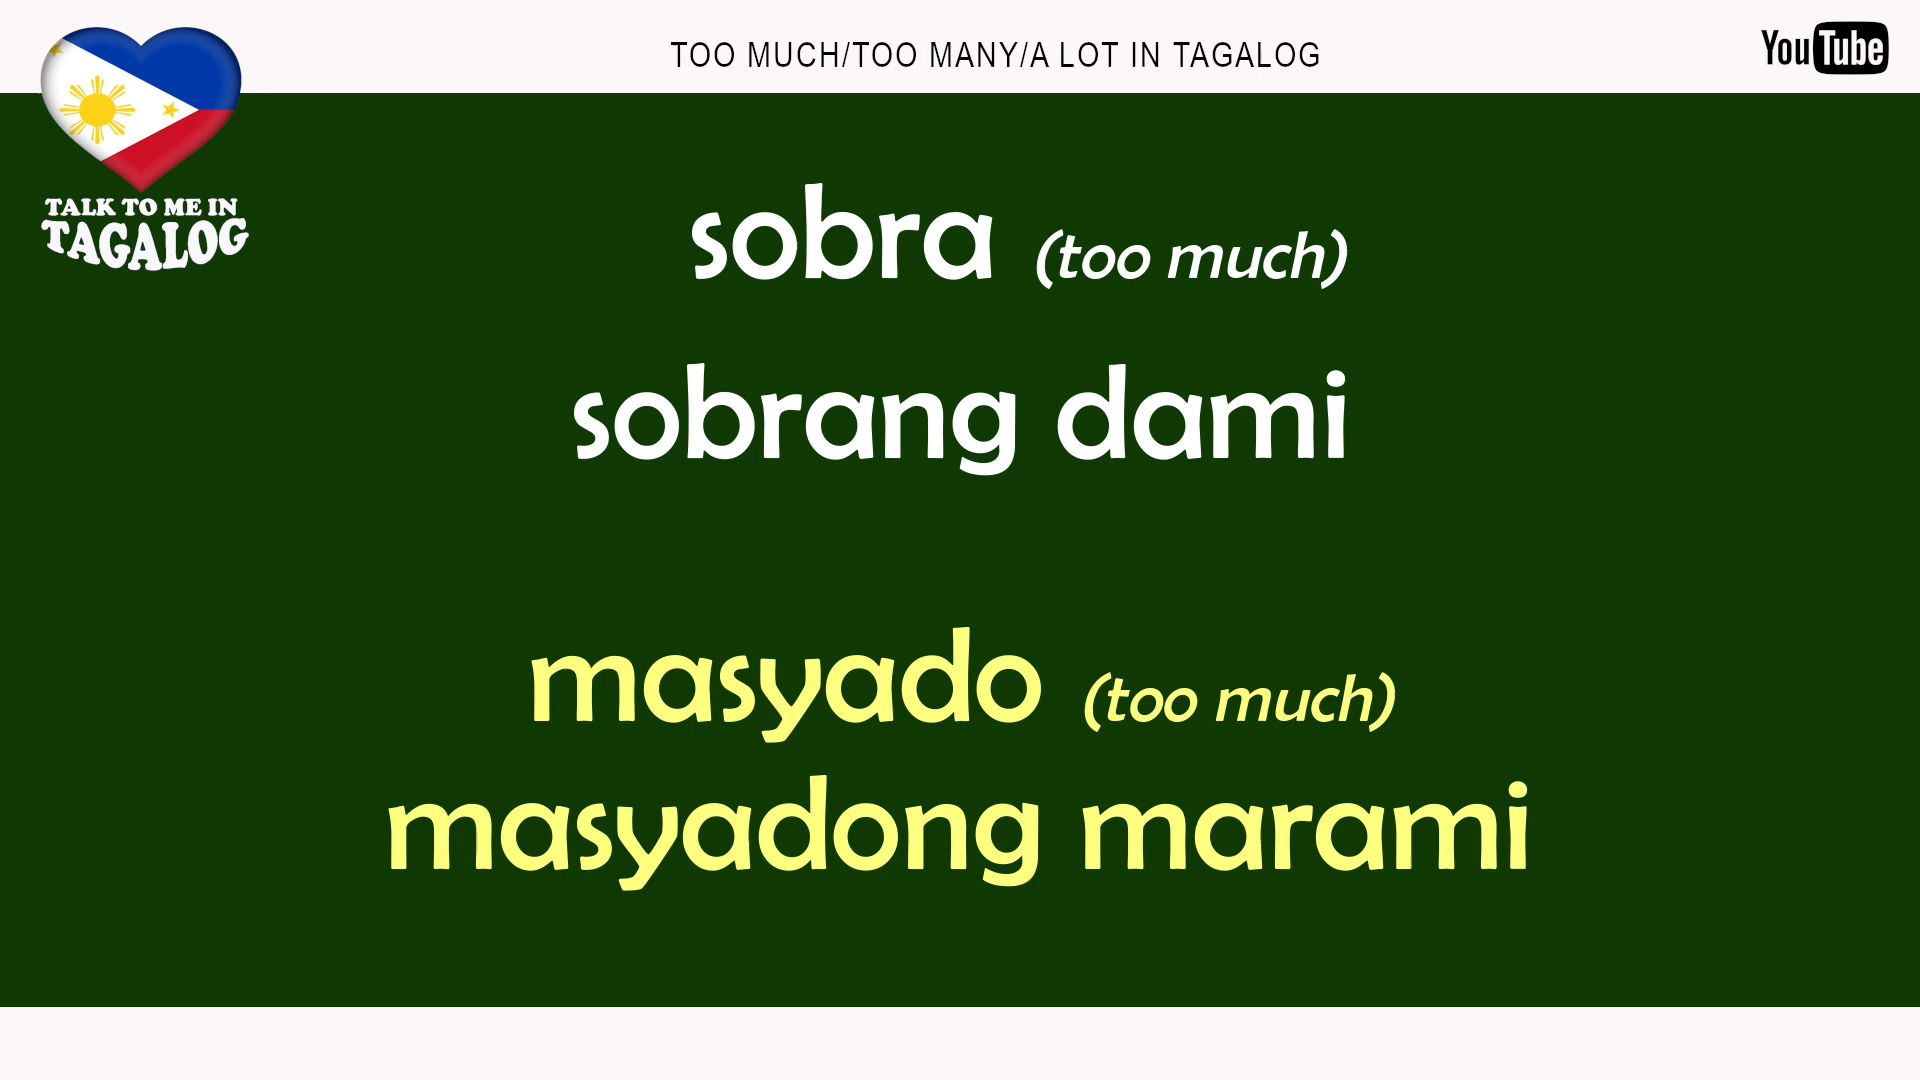 TOO MUCH/TOO MANY/A LOT IN TAGALOG
YouTube
TALK TO ME IN
TAGALOG
sobra (too much)
sobrang dami
masyado (too much)
masyadong marami